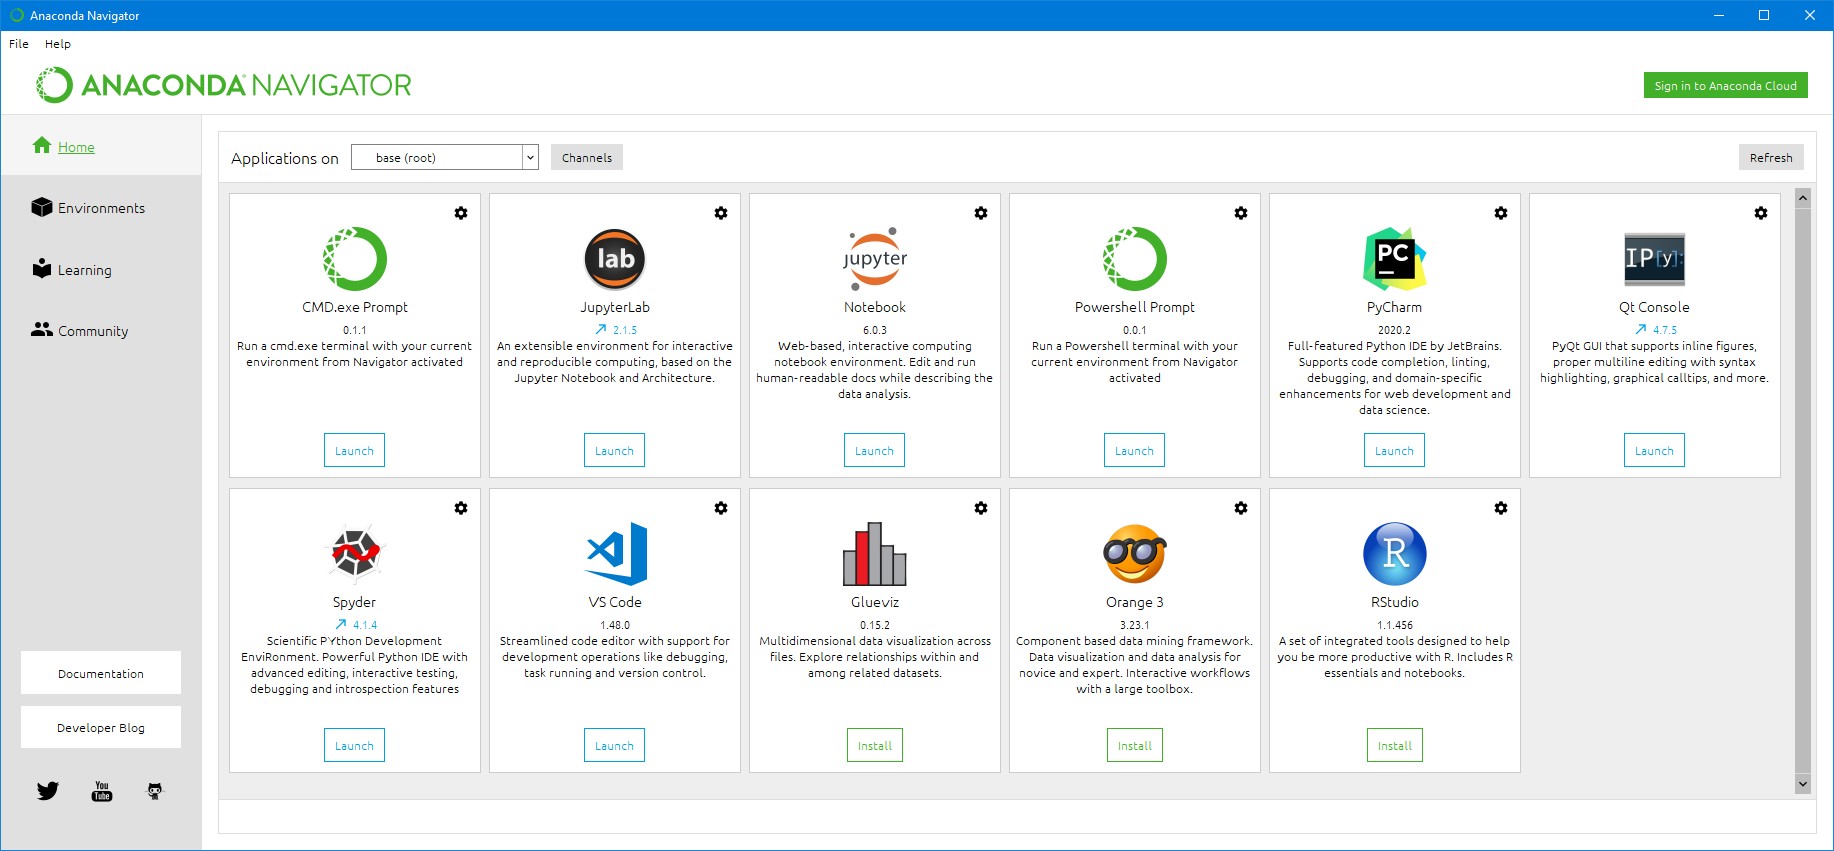 Anaconda Navigator
File Help
ANACONDA NAVIGATOR
Sign in to Anaconda Cloud
Home
Environments
Learning
Community
Documentation
Developer Blog
You
Tube
Applications on base (root) Channels Refresh
CMD.exe Prompt
0.1.1
Run a cmd.exe terminal with your current
environment from Navigator activated
Launch
lab
JupyterLab
2.1.5
An extensible environment for interactive
and reproducible computing, based on the
Jupyter Notebook and Architecture.
Launch
jupyter
Notebook
6.0.3
Web-based, interactive computing
notebook environment. Edit and run
human-readable docs while describing the
data analysis.
Launch
Powershell Prompt
0.0.1
Run a Powershell terminal with your
current environment from Navigator
activated
Launch
PC
PyCharm
2020.2
Full-featured Python IDE by JetBrains.
Supports code completion, linting,
debugging, and domain-specific
enhancements for web development and
data science.
Launch
IP[y]:
Qt Console
4.7.5
PyQt GUI that supports inline figures,
proper multiline editing with syntax
highlighting, graphical calltips, and more.
Launch
Spyder
4.1.4
Scientific PYthon Development
EnviRonment. Powerful Python IDE with
advanced editing, interactive testing,
debugging and introspection features
Launch
VS Code
1.48.0
Streamlined code editor with support for
development operations like debugging,
task running and version control.
Launch
Glueviz
0.15.2
Multidimensional data visualization across
files. Explore relationships within and
among related datasets.
Install
Orange 3
3.23.1
Component based data mining framework.
Data visualization and data analysis for
novice and expert. Interactive workflows
with a large toolbox.
Install
R
RStudio
1.1.456
A set of integrated tools designed to help
you be more productive with R. Includes R
essentials and notebooks.
Install